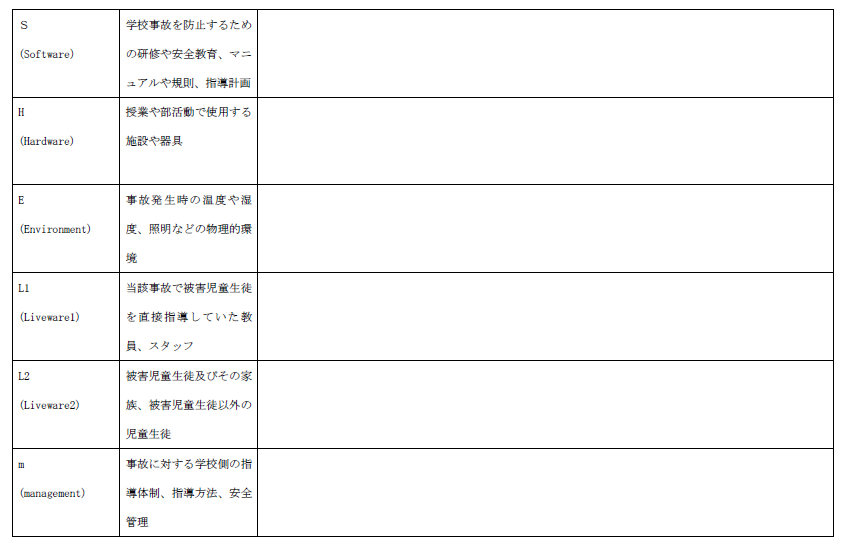 S
(Software)
学校事故を防止するため
の研修や安全教育、マニ
ュアルや規則、指導計画
H
(Hardware)
授業や部活動で使用する
施設や器具
E
(Environment)
事故発生時の温度や湿
度、照明などの物理的環
境
L1
(Liveware1)
当該事故で被害児童生徒
を直接指導していた教
員、スタッフ
L2
(Liveware2)
被害児童生徒及びその家
族、被害児童生徒以外の
児童生徒
m
(management)
事故に対する学校側の指
導体制、指導方法、安全
管理